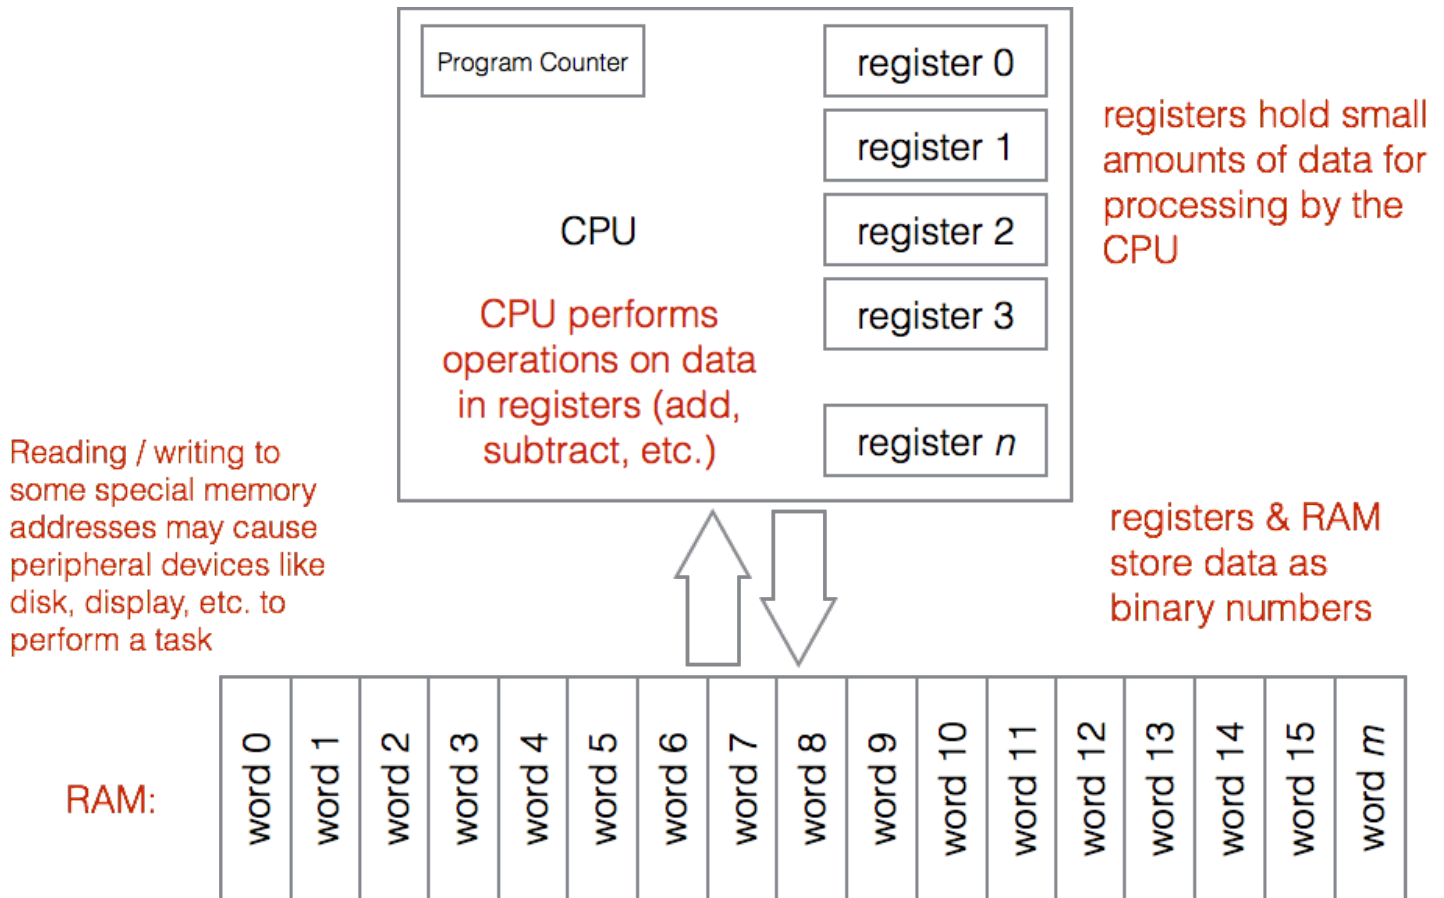 Program Counter
register 0
register 1
register 2
register 3
register n
CPU
CPU performs
operations on data
in registers (add,
subtract, etc.)
registers hold small
amounts of data for
processing by the
CPU
Reading / writing to
some special memory
addresses may cause
peripheral devices like
disk, display, etc. to
perform a task
registers & RAM
store data as
binary numbers
RAM:
word 0
word 1
word 2
word 3
word 4
word 5
word 6
word 7
word 8
word 9
word 10
word 11
word 12
word 13
word 14
word 15
word m